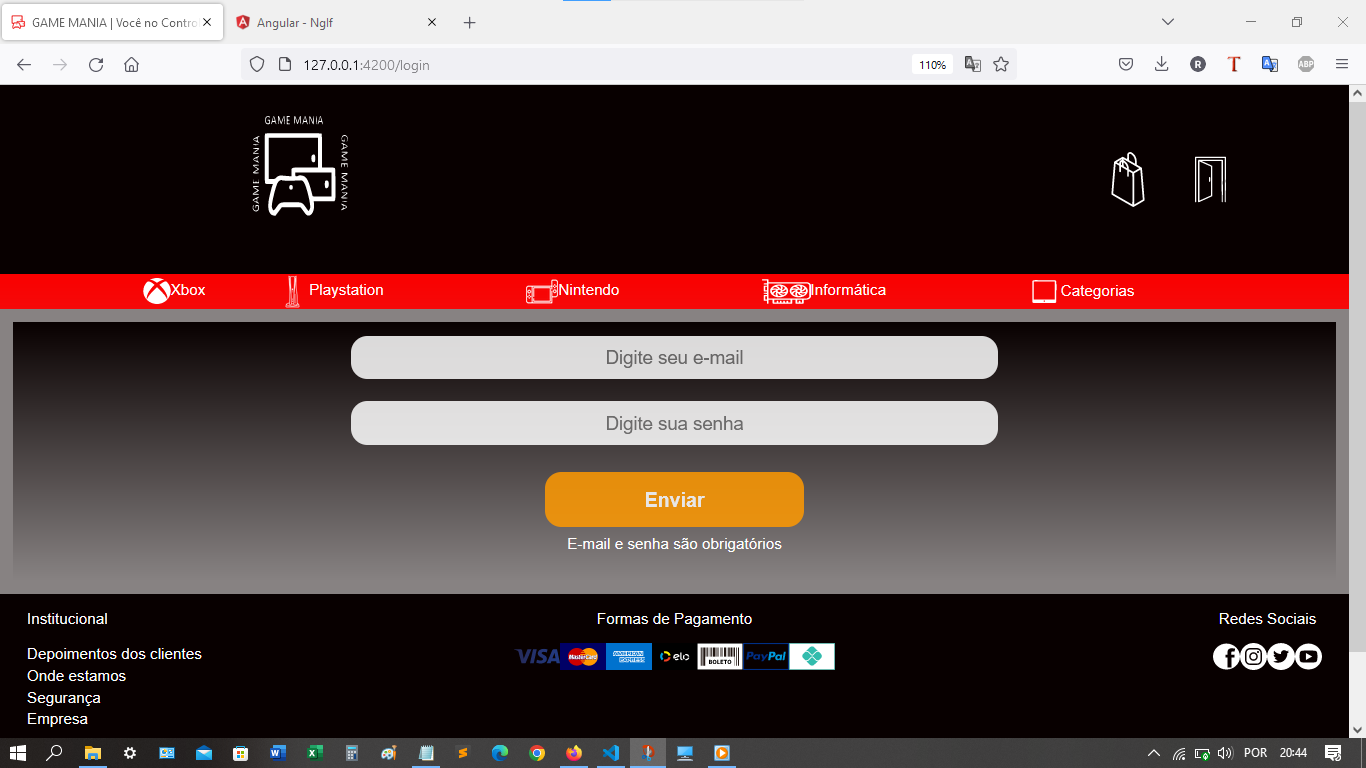 GAME MANIA | Você no Contro
Angular - NgIf
127.0.0.1:4200/login
110%
R
T
ABP
GAME MANIA
GAME MANIA
GAME MANIA
Xbox
Playstation
Nintendo
Informática
Categorias
Digite seu e-mail
Digite sua senha
Enviar
E-mail e senha são obrigatórios
Institucional
Formas de Pagamento
Redes Sociais
VISA MasterCard AMERICAN EXPRESS elo BOLETO PayPal
Depoimentos dos clientes
Onde estamos
Segurança
Empresa
POR
20:44